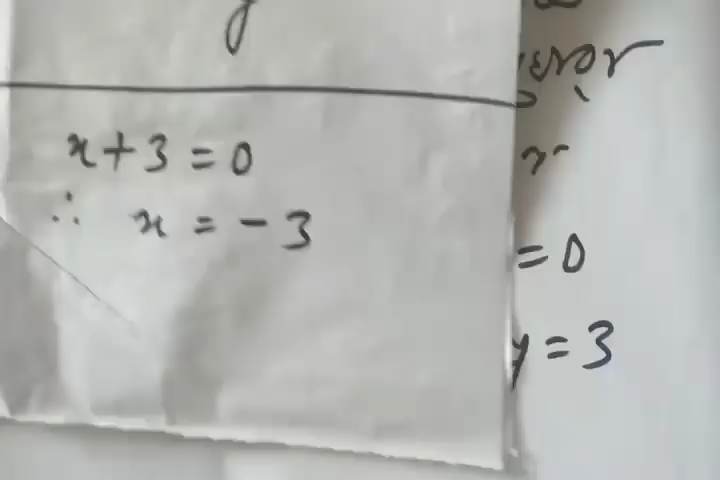 x + 3 = 0
∴ x = - 3
= 0
y = 3